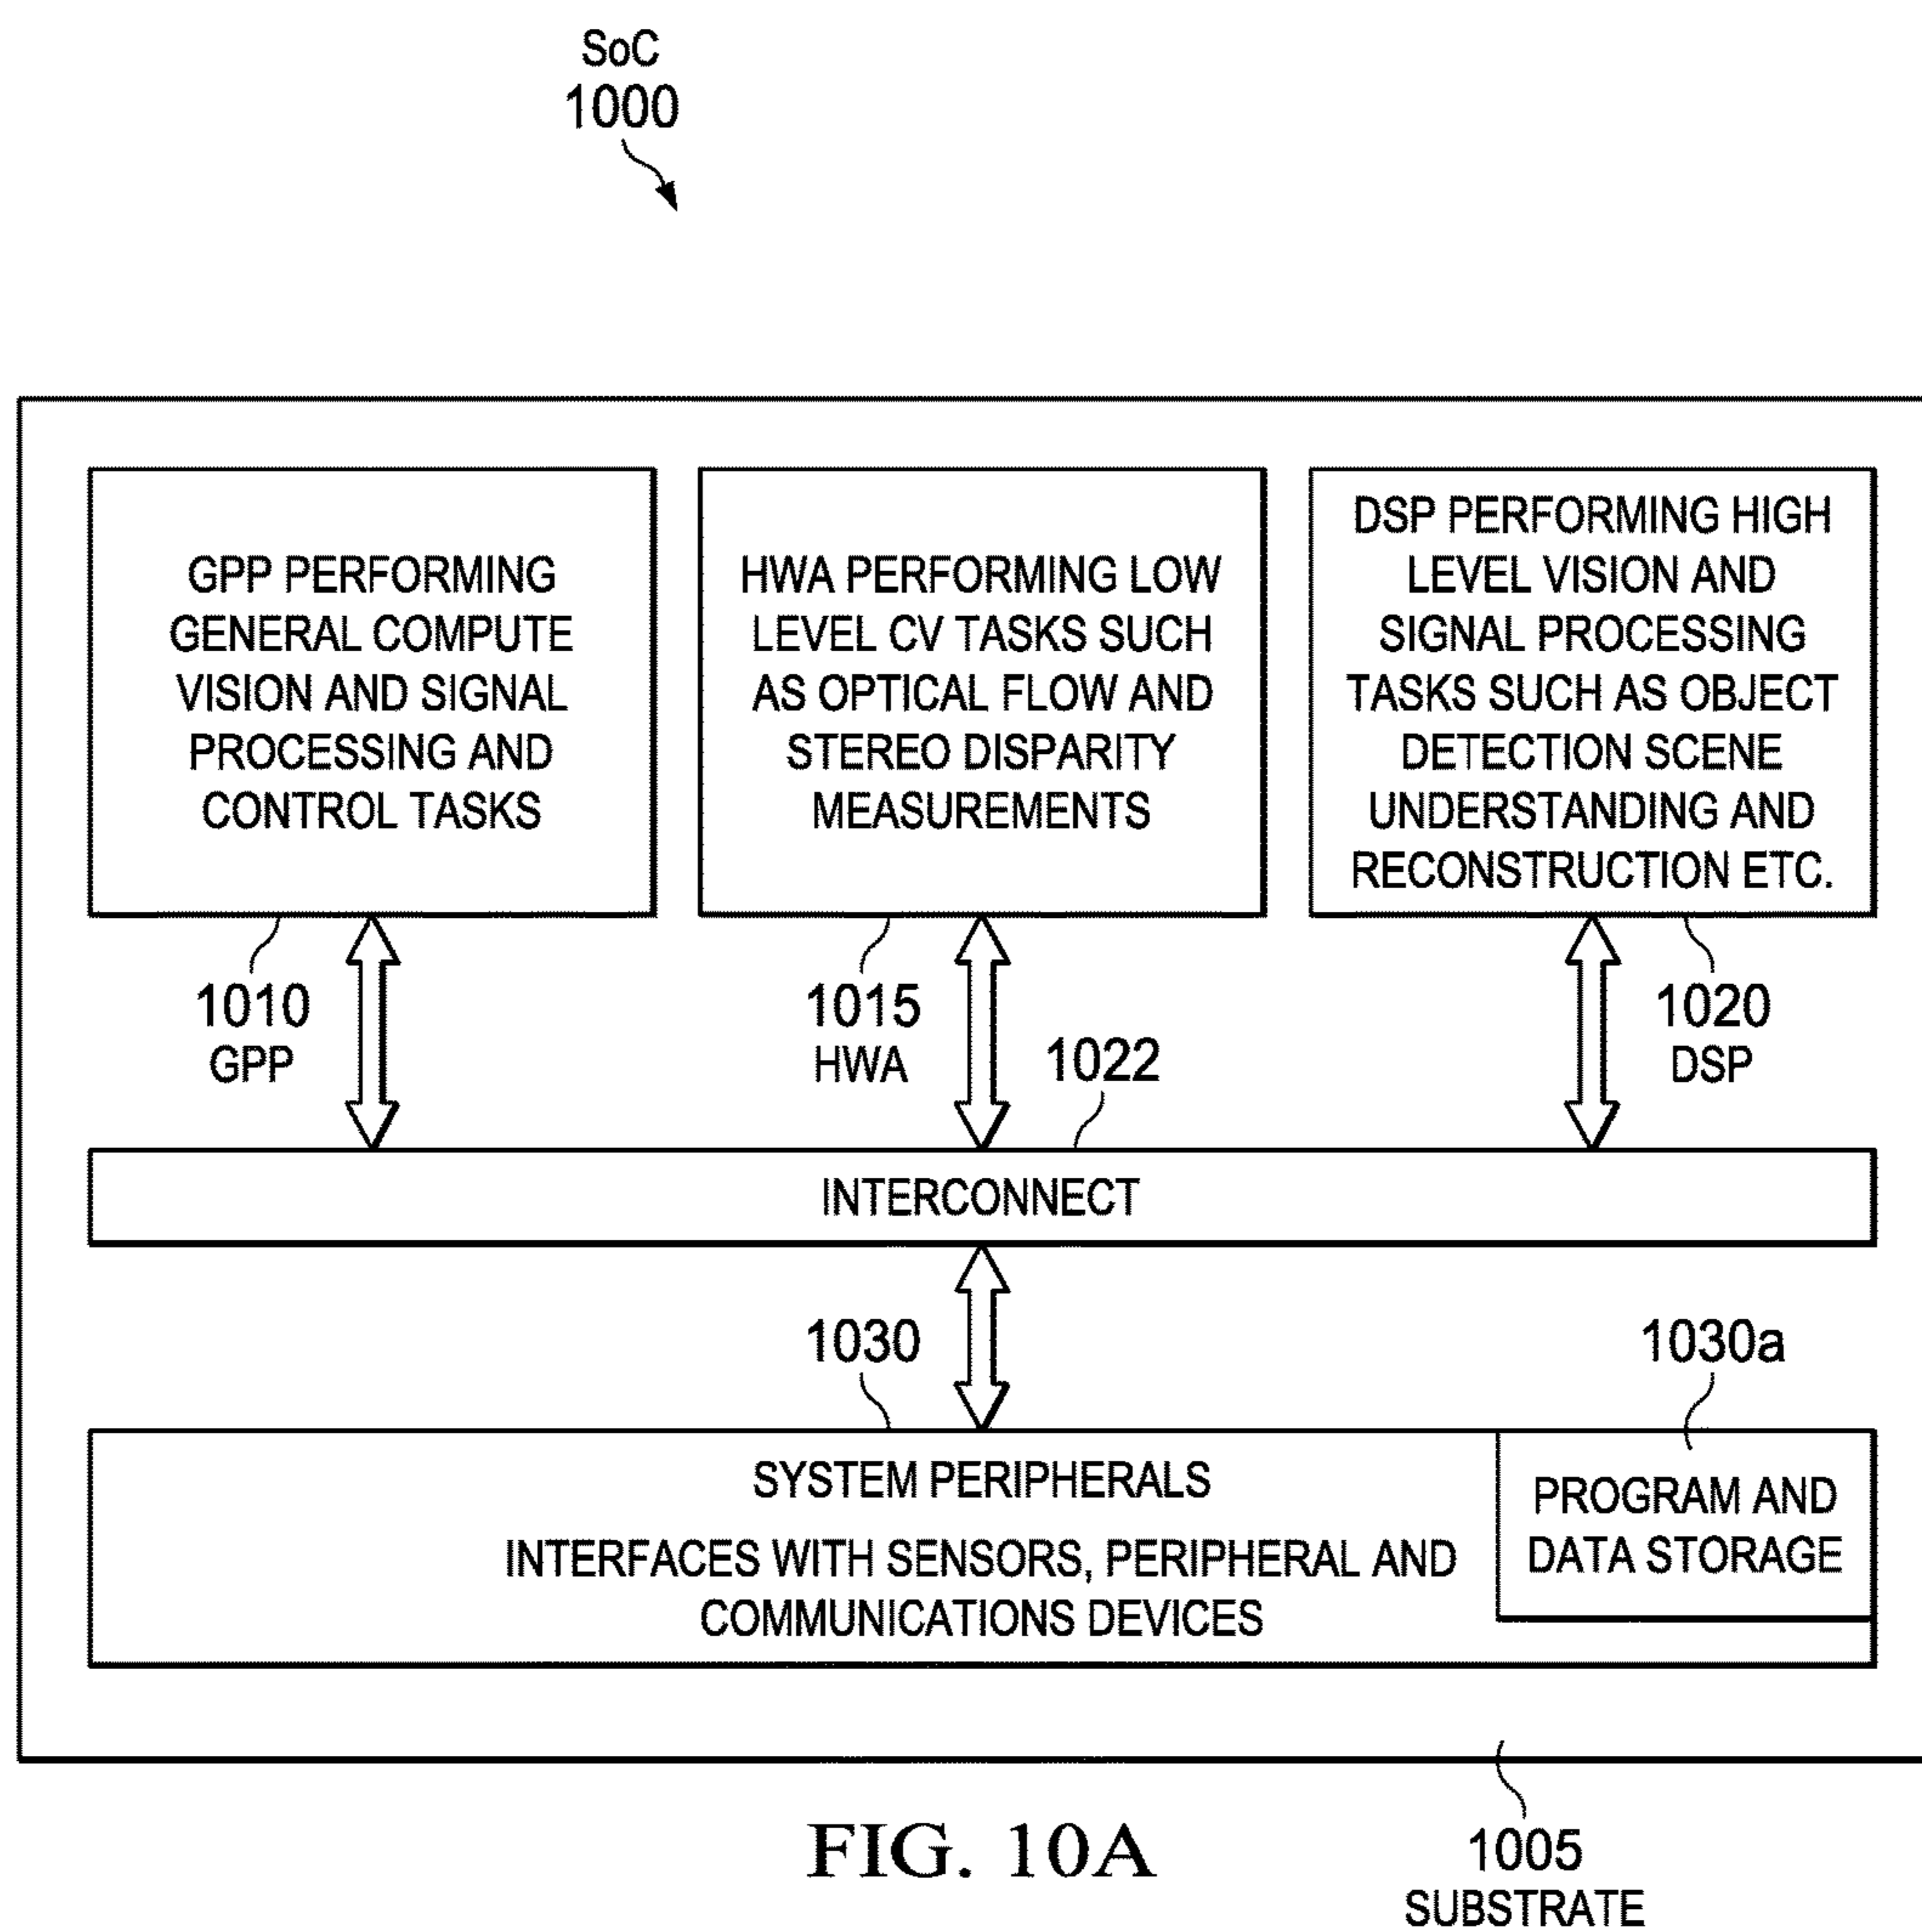 SoC
1000
GPP PERFORMING
GENERAL COMPUTE
VISION AND SIGNAL
PROCESSING AND
CONTROL TASKS
HWA PERFORMING LOW
LEVEL CV TASKS SUCH
AS OPTICAL FLOW AND
STEREO DISPARITY
MEASUREMENTS
DSP PERFORMING HIGH
LEVEL VISION AND
SIGNAL PROCESSING
TASKS SUCH AS OBJECT
DETECTION SCENE
UNDERSTANDING AND
RECONSTRUCTION ETC.
1010
GPP
1015
HWA
1022
1020
DSP
INTERCONNECT
1030
1030a
SYSTEM PERIPHERALS
INTERFACES WITH SENSORS, PERIPHERAL AND
COMMUNICATIONS DEVICES
PROGRAM AND
DATA STORAGE
FIG. 10A
1005
SUBSTRATE